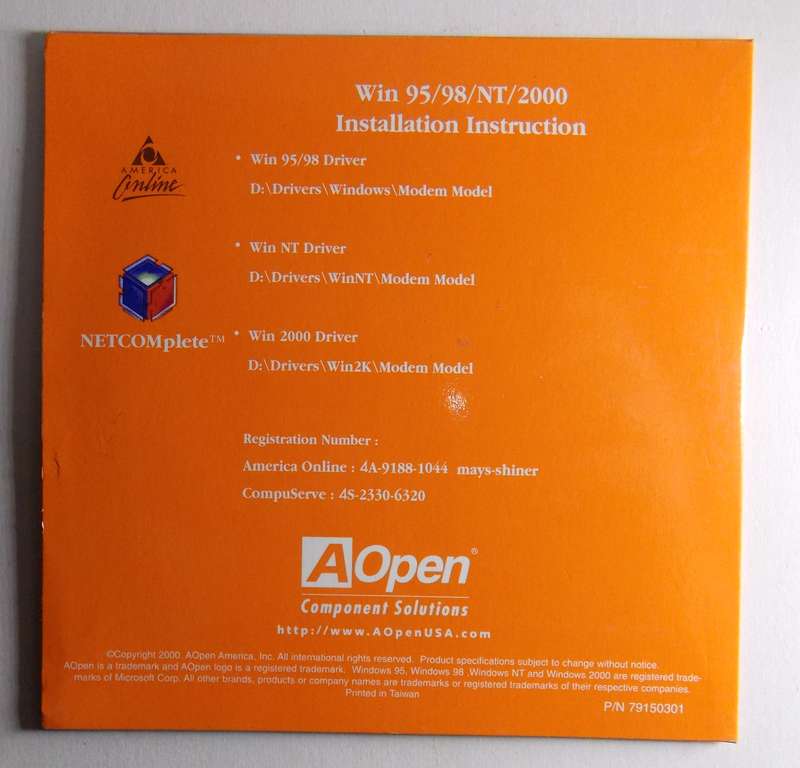 Win 95/98/NT/2000
Installation Instruction
AMERICA
Online
• Win 95/98 Driver
D:\Drivers\Windows\Modem Model
• Win NT Driver
D:\Drivers\WinNT\Modem Model
NETCOMplete™
• Win 2000 Driver
D:\Drivers\Win2K\Modem Model
Registration Number :
America Online : 4A-9188-1044 mays-shiner
CompuServe : 4S-2330-6320
AOpen®
Component Solutions
http://www.AOpenUSA.com
©Copyright 2000. AOpen America, Inc. All international rights reserved. Product specifications subject to change without notice.
AOpen is a trademark and AOpen logo is a registered trademark. Windows 95, Windows 98 ,Windows NT and Windows 2000 are registered trade-
marks of Microsoft Corp. All other brands, products or company names are trademarks or registered trademarks of their respective companies.
Printed in Taiwan
P/N 79150301